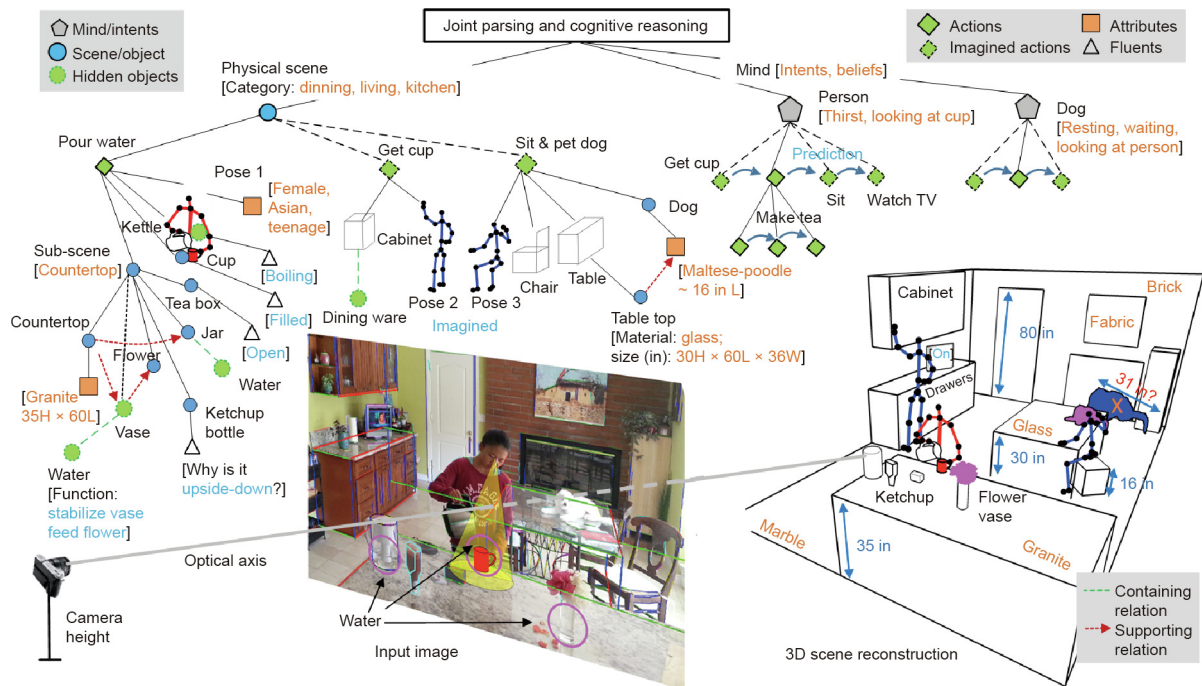 Joint parsing and cognitive reasoning
Mind/intents
Scene/object
Hidden objects
Actions
Attributes
Imagined actions
Fluents
Physical scene
[Category: dinning, living, kitchen]
Mind [Intents, beliefs]
Person
[Thirst, looking at cup]
Dog
[Resting, waiting,
looking at person]
Pour water
Get cup
Sit & pet dog
Get cup
Prediction
Sit
Watch TV
Make tea
Pose 1
[Female,
Asian,
teenage]
Kettle
Cup
Cabinet
Dog
Sub-scene
[Countertop]
[Boiling]
Chair
Table
[Maltese-poodle
~ 16 in L]
Tea box
[Filled]
Dining ware
Pose 2
Pose 3
Imagined
Table top
[Material: glass;
size (in): 30H × 60L × 36W]
Countertop
Jar
[Open]
Flower
Water
[Granite
35H × 60L]
Vase
Ketchup
bottle
Water
[Function:
stabilize vase
feed flower]
[Why is it
upside-down?]
Cabinet
80 in
Brick
Fabric
[On]
Drawers
31 in?
X
Glass
30 in
16 in
Ketchup
Flower
vase
Marble
35 in
Granite
Optical axis
Camera
height
Water
Input image
3D scene reconstruction
Containing
relation
Supporting
relation